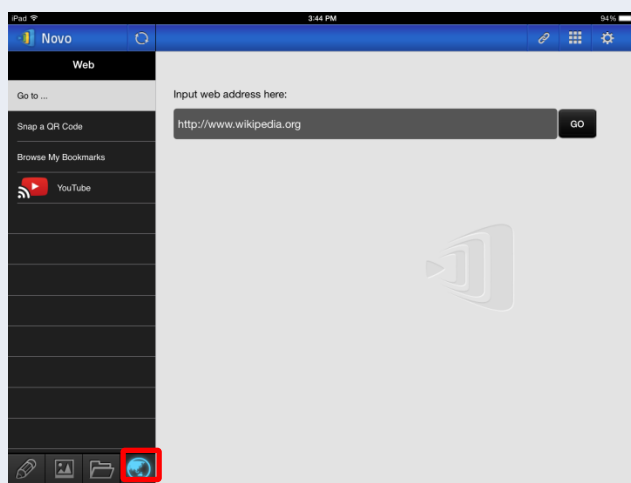 iPad 3:44 PM 94%
Novo
Web
Go to ...
Input web address here:
http://www.wikipedia.org GO
Snap a QR Code
Browse My Bookmarks
YouTube